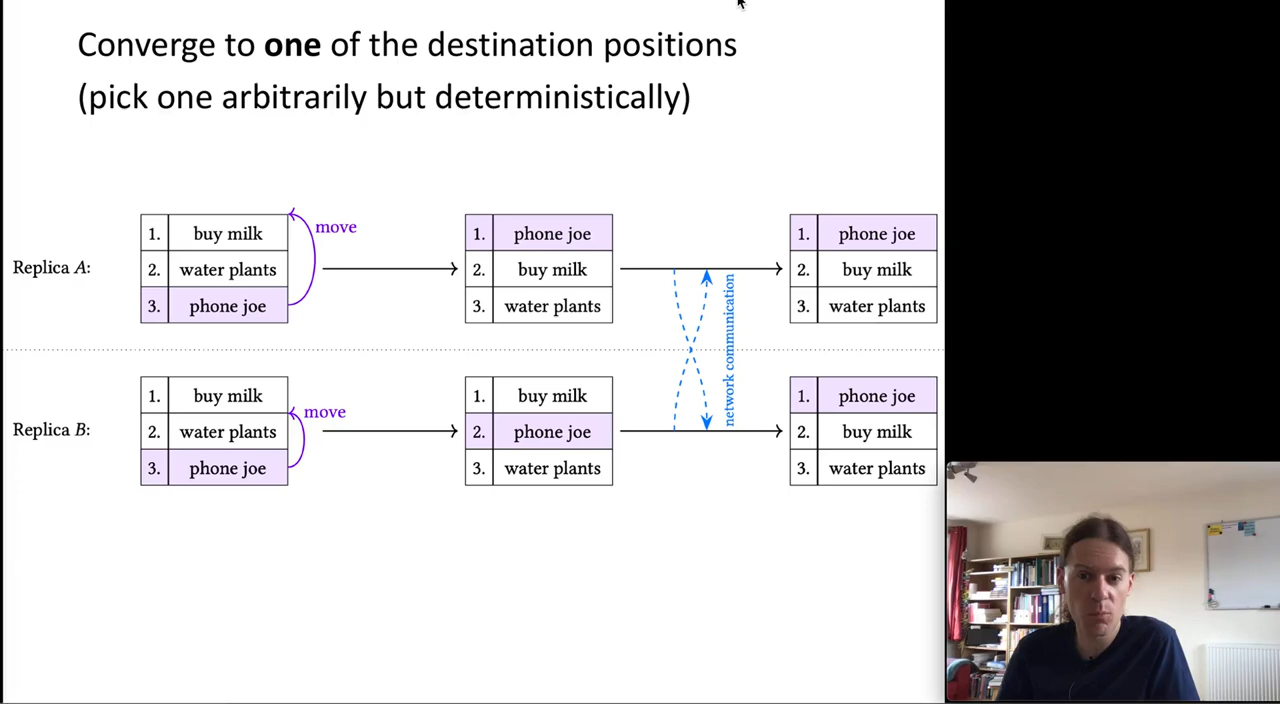 Converge to one of the destination positions
(pick one arbitrarily but deterministically)
Replica A:
1. buy milk
2. water plants
3. phone joe
move
1. phone joe
2. buy milk
3. water plants
network communication
1. phone joe
2. buy milk
3. water plants
Replica B:
1. buy milk
2. water plants
3. phone joe
move
1. buy milk
2. phone joe
3. water plants
1. phone joe
2. buy milk
3. water plants